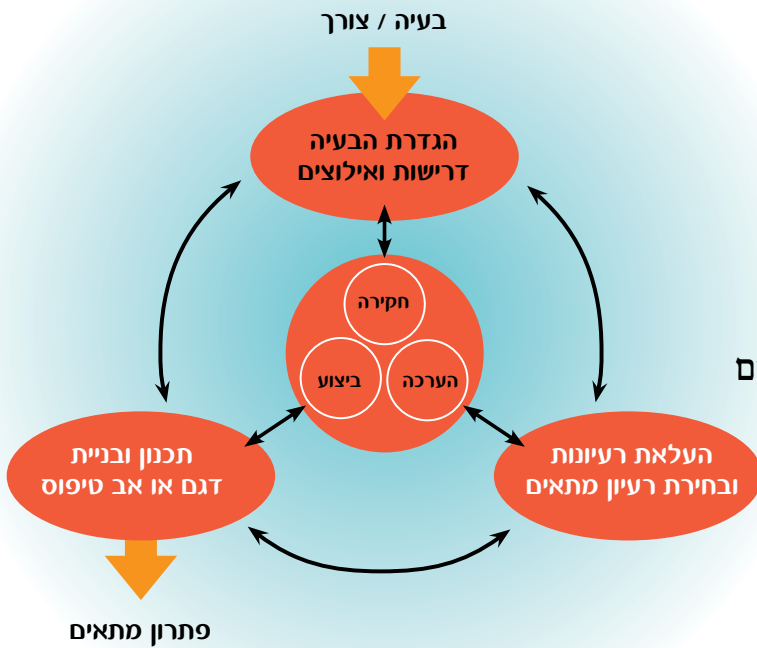 בעיה / צורך
הגדרת הבעיה
דרישות ואילוצים
חקירה
הערכה
ביצוע
העלאת רעיונות
ובחירת רעיון מתאים
תכנון ובניית
דגם או אב טיפוס
פתרון מתאים